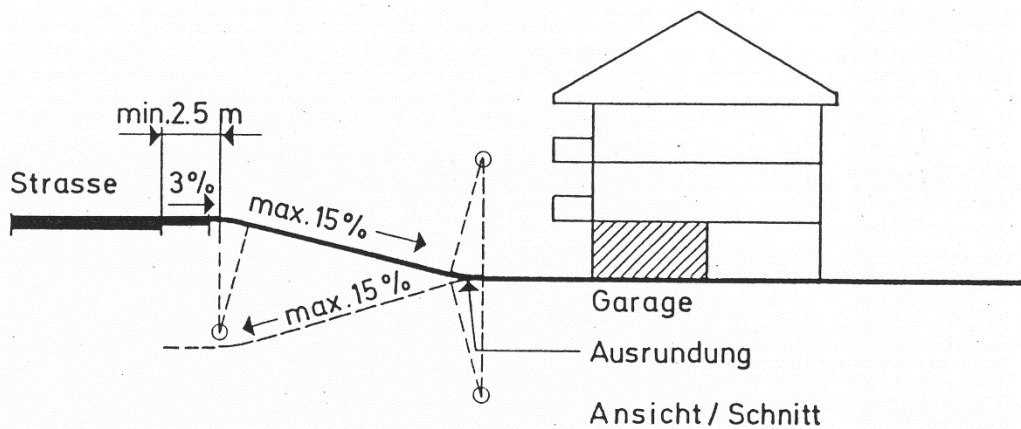 min.2.5 m
Strasse
3%
max.15%
max.15%
Garage
Ausrundung
Ansicht / Schnitt